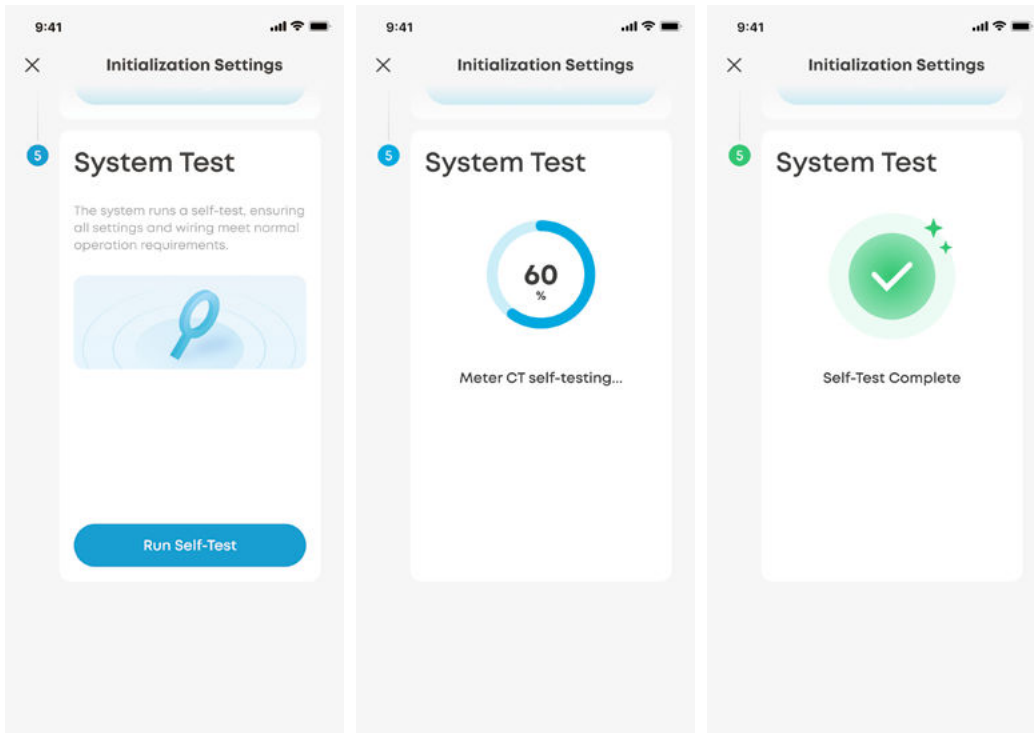 9:41
Initialization Settings
5
System Test
The system runs a self-test, ensuring
all settings and wiring meet normal
operation requirements.
Run Self-Test
9:41
Initialization Settings
5
System Test
60
%
Meter CT self-testing...
9:41
Initialization Settings
5
System Test
Self-Test Complete